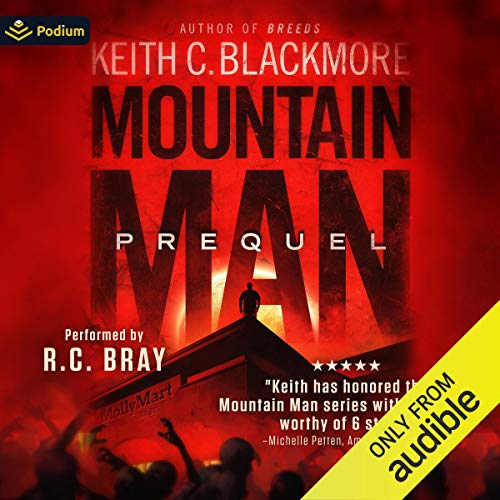 Podium
AUTHOR OF BREEDS
KEITH C. BLACKMORE
MOUNTAIN
MAN
PREQUEL
Performed by
R.C. BRAY
★★★★★
"Keith has honored th
Mountain Man series with
worthy of 6 st
–Michelle Petten, Am
MollyMart
EAST
ONLY FROM
audible